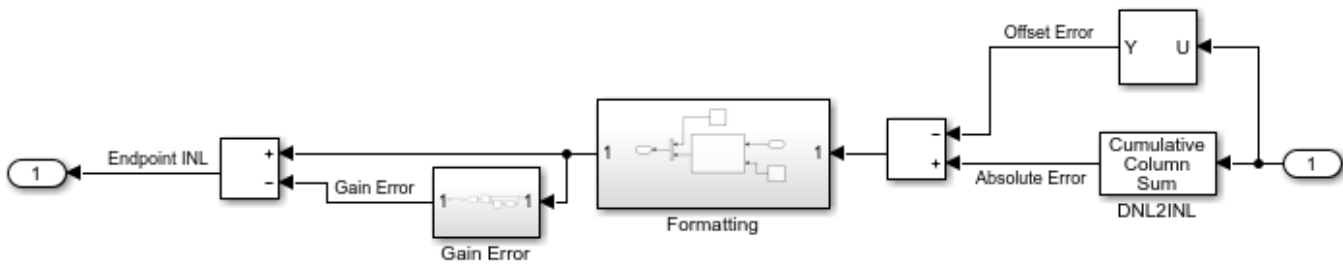 Offset Error
Y U
Endpoint INL
1
+
−
Gain Error
1 1
Gain Error
1 1
Formatting
−
+
Absolute Error
Cumulative
Column
Sum
DNL2INL
1